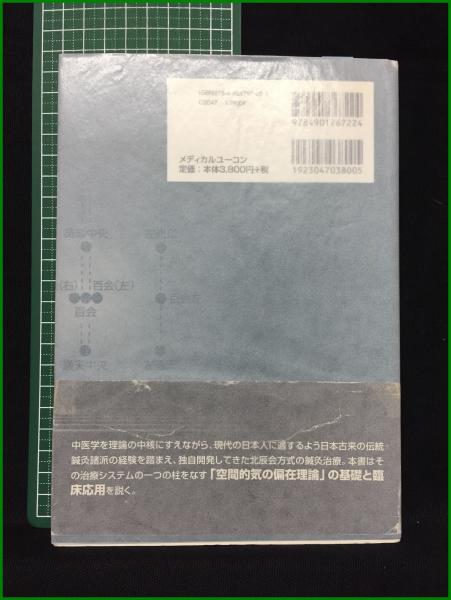 9784901767224
1923047038005
メディカルユーコン
定価：本体3,800円+税
百会(左)
百会
百会左
中医学を理論の中核にすえながら、現代の日本人に適するよう日本古来の伝統
鍼灸諸派の経験を踏まえ、独自開発してきた北辰会方式の鍼灸治療。本書はそ
の治療システムの一つの柱をなす「空間的気の偏在理論」の基礎と臨
床応用を説く。